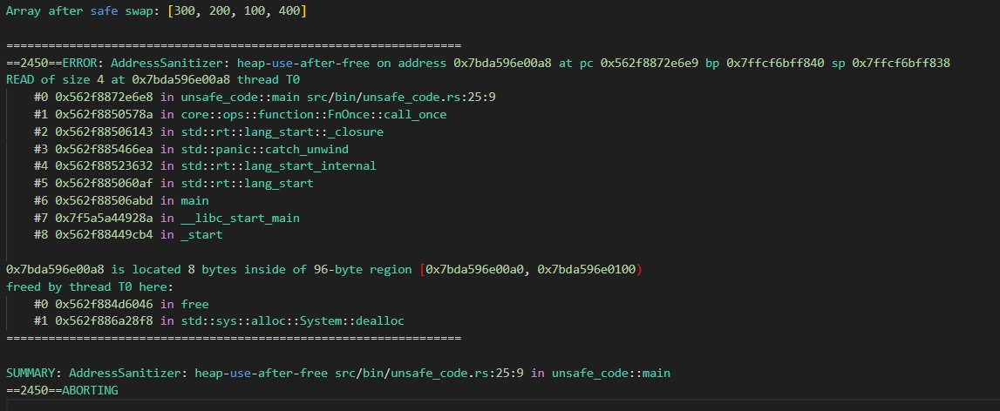 Array after safe swap: [300, 200, 100, 400]
=================================================================
==2450==ERROR: AddressSanitizer: heap-use-after-free on address 0x7bda596e00a8 at pc 0x562f8872e6e9 bp 0x7ffcf6bff840 sp 0x7ffcf6bff838
READ of size 4 at 0x7bda596e00a8 thread T0
#0 0x562f8872e6e8 in unsafe_code::main src/bin/unsafe_code.rs:25:9
#1 0x562f8850578a in core::ops::function::FnOnce::call_once
#2 0x562f88506143 in std::rt::lang_start::_closure
#3 0x562f885466ea in std::panic::catch_unwind
#4 0x562f88523632 in std::rt::lang_start_internal
#5 0x562f885060af in std::rt::lang_start
#6 0x562f88506abd in main
#7 0x7f5a5a44928a in __libc_start_main
#8 0x562f88449cb4 in _start
0x7bda596e00a8 is located 8 bytes inside of 96-byte region [0x7bda596e00a0, 0x7bda596e0100)
freed by thread T0 here:
#0 0x562f884d6046 in free
#1 0x562f886a28f8 in std::sys::alloc::System::dealloc
=================================================================
SUMMARY: AddressSanitizer: heap-use-after-free src/bin/unsafe_code.rs:25:9 in unsafe_code::main
==2450==ABORTING